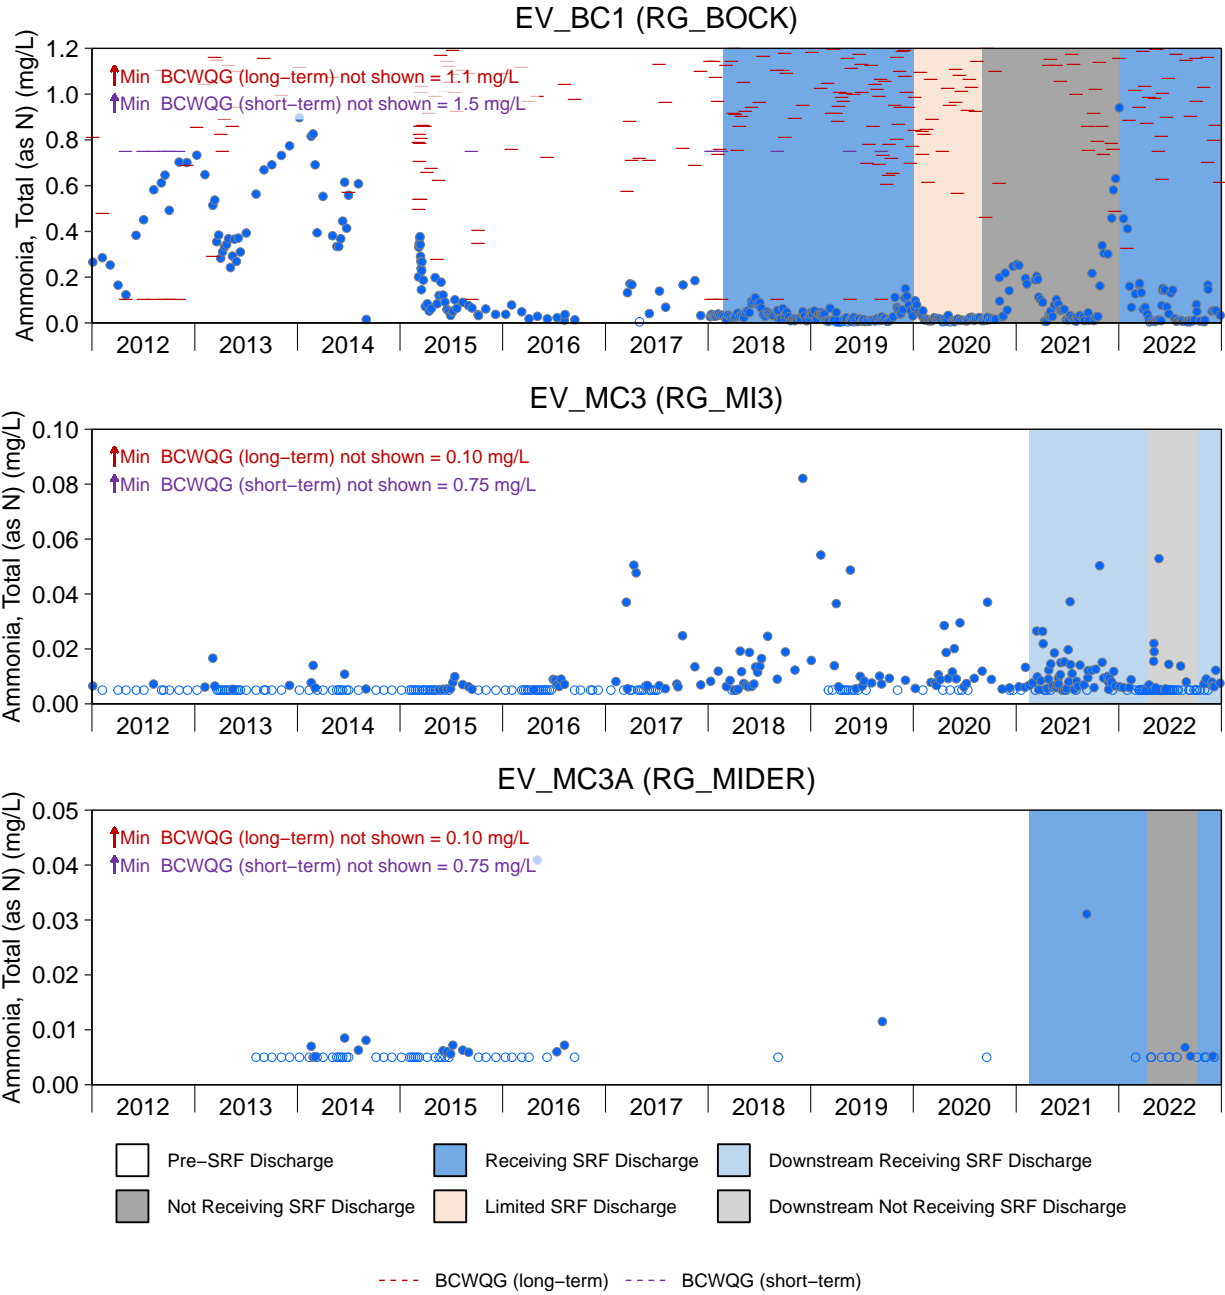 EV_BC1 (RG_BOCK)
Ammonia, Total (as N) (mg/L)
1.2
1.0
0.8
0.6
0.4
0.2
0.0
Min BCWQG (long−term) not shown = 1.1 mg/L
Min BCWQG (short−term) not shown = 1.5 mg/L
2012 2013 2014 2015 2016 2017 2018 2019 2020 2021 2022
EV_MC3 (RG_MI3)
Ammonia, Total (as N) (mg/L)
0.10
0.08
0.06
0.04
0.02
0.00
Min BCWQG (long−term) not shown = 0.10 mg/L
Min BCWQG (short−term) not shown = 0.75 mg/L
2012 2013 2014 2015 2016 2017 2018 2019 2020 2021 2022
EV_MC3A (RG_MIDER)
Ammonia, Total (as N) (mg/L)
0.05
0.04
0.03
0.02
0.01
0.00
Min BCWQG (long−term) not shown = 0.10 mg/L
Min BCWQG (short−term) not shown = 0.75 mg/L
2012 2013 2014 2015 2016 2017 2018 2019 2020 2021 2022
Pre−SRF Discharge Receiving SRF Discharge Downstream Receiving SRF Discharge
Not Receiving SRF Discharge Limited SRF Discharge Downstream Not Receiving SRF Discharge
BCWQG (long−term) BCWQG (short−term)